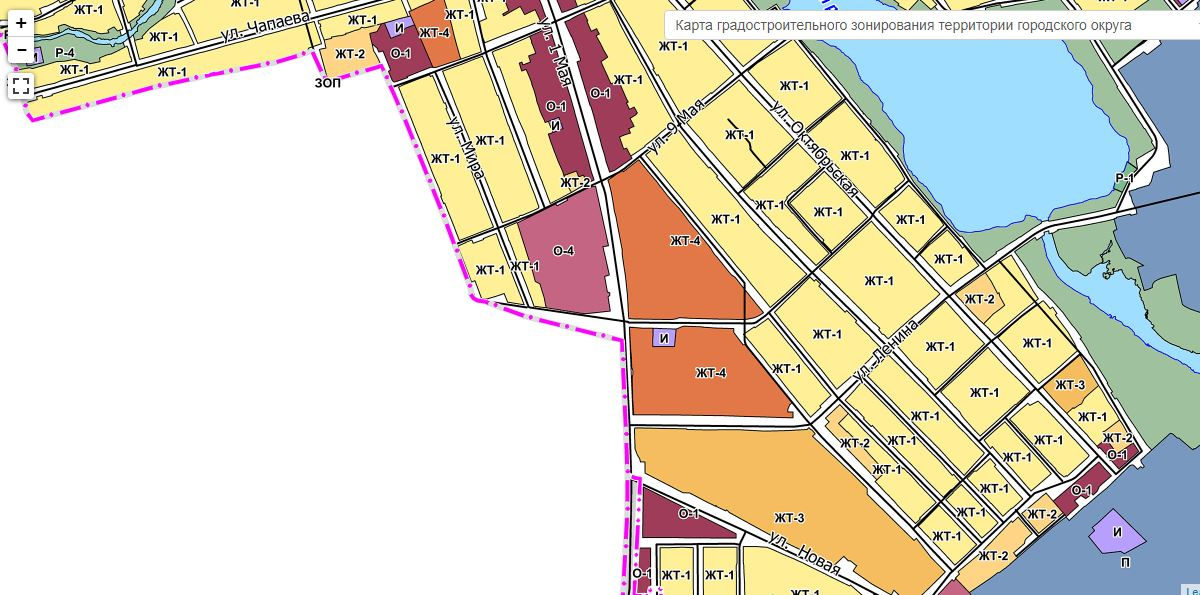 +
−
Карта градостроительного зонирования территории городского округа
ЖТ-1
ЖТ-1
ЖТ-1
ЖТ-1
ул. Чапаева
ЖТ-1
И
ЖТ-4
ЖТ-1
ЖТ-1
Р-4
И
ЖТ-2
О-1
ЖТ-1
ЖТ-1
ЗОП
ул. 1 Мая
ЖТ-1
О-1
О-1
И
ЖТ-1
ул. 9 Мая
ЖТ-1
ул. Октябрьская
ЖТ-1
ул. Мира
ЖТ-1
ЖТ-1
ЖТ-1
Р-1
ЖТ-2
ЖТ-1
ЖТ-1
ЖТ-1
ЖТ-1
О-4
ЖТ-4
ЖТ-1
ЖТ-1
ЖТ-1
ЖТ-1
ЖТ-2
И
ЖТ-1
ул. Ленина
ЖТ-1
ЖТ-1
ЖТ-4
ЖТ-1
ЖТ-3
ЖТ-1
ЖТ-1
ЖТ-1
ЖТ-2
ЖТ-1
ЖТ-1
ЖТ-2
О-1
ЖТ-1
ЖТ-1
ЖТ-1
О-1
О-1
ЖТ-3
ЖТ-1
ЖТ-2
ул. Новая
ЖТ-1
И
ЖТ-2
П
О-1
ЖТ-1
ЖТ-1
ЖТ-1